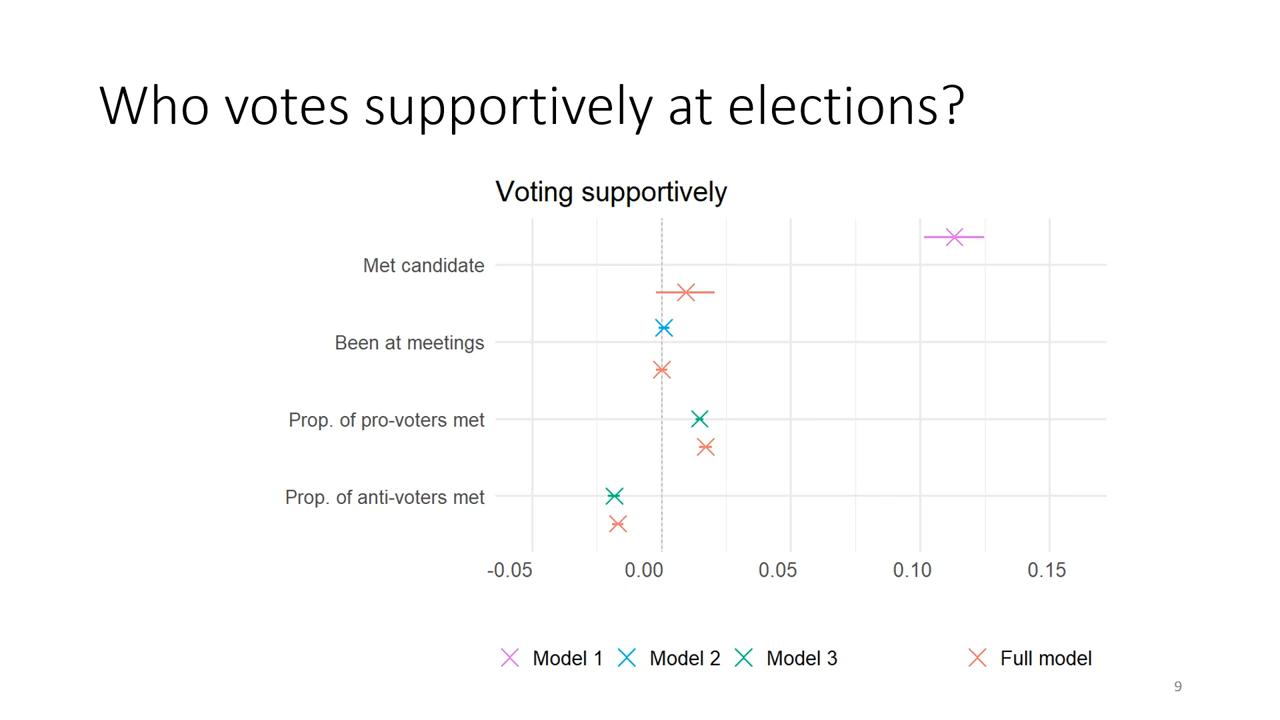 Who votes supportively at elections?
Voting supportively
Met candidate
Been at meetings
Prop. of pro-voters met
Prop. of anti-voters met
-0.05 0.00 0.05 0.10 0.15
Model 1 Model 2 Model 3 Full model
9